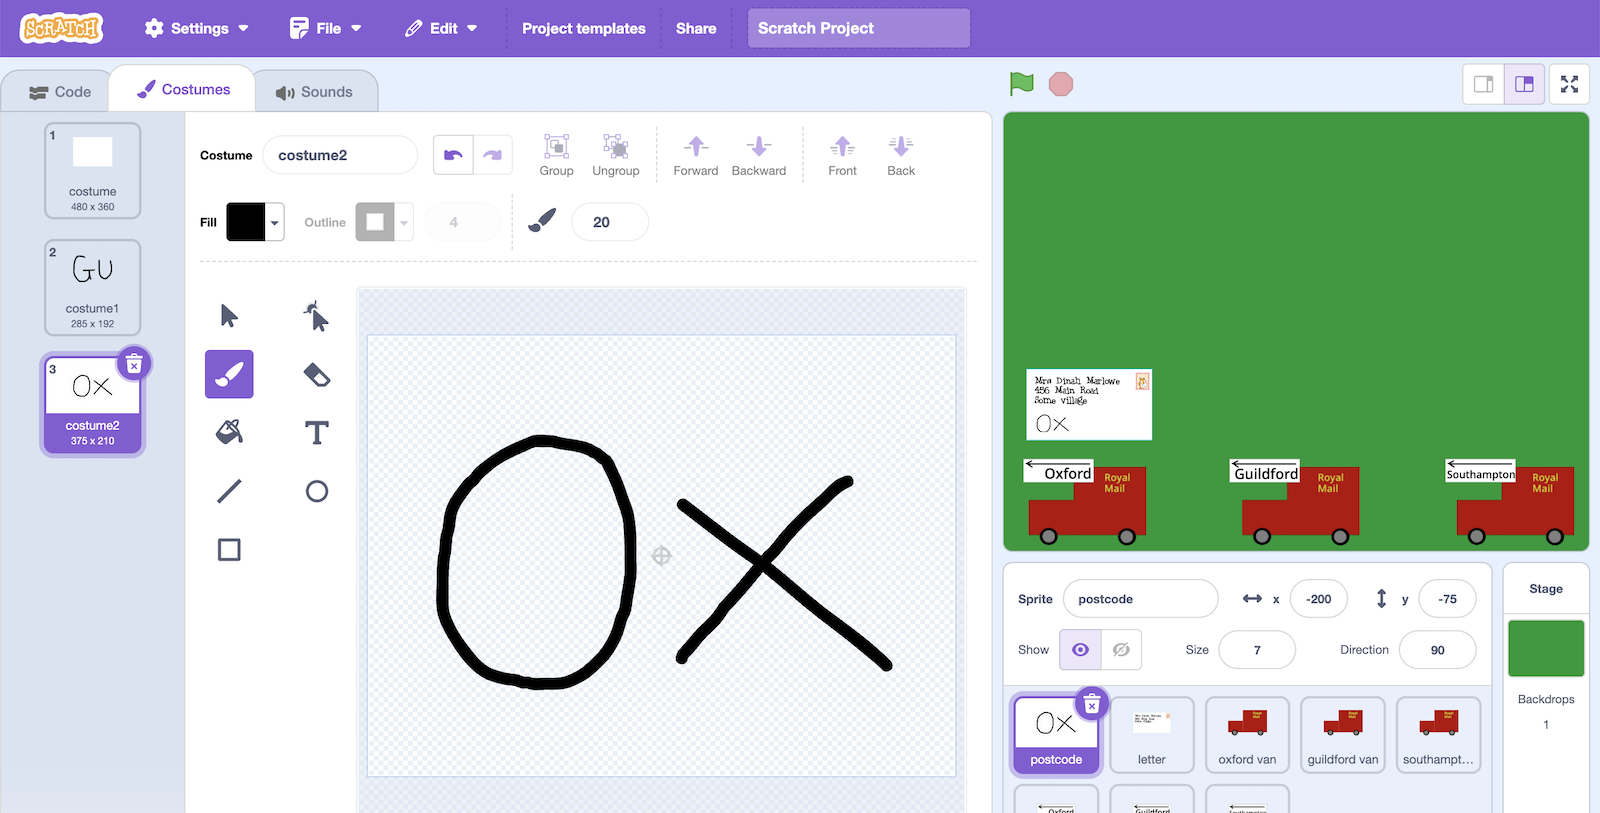 SCRATCH
Settings
File
Edit
Project templates
Share
Scratch Project
Code
Costumes
Sounds
1
costume
480 x 360
2
GU
costume1
285 x 192
3
OX
costume2
375 x 210
Costume
costume2
Group
Ungroup
Forward
Backward
Front
Back
Fill
Outline
4
20
T
OX
Mrs Dinah Marlowe
456 Main Road
Some village
OX
Oxford
Royal
Mail
Guildford
Royal
Mail
Southampton
Royal
Mail
Sprite
postcode
x
-200
y
-75
Show
Size
7
Direction
90
OX
postcode
letter
oxford van
guildford van
southampt...
Oxford
Guildford
Southampton
Stage
Backdrops
1